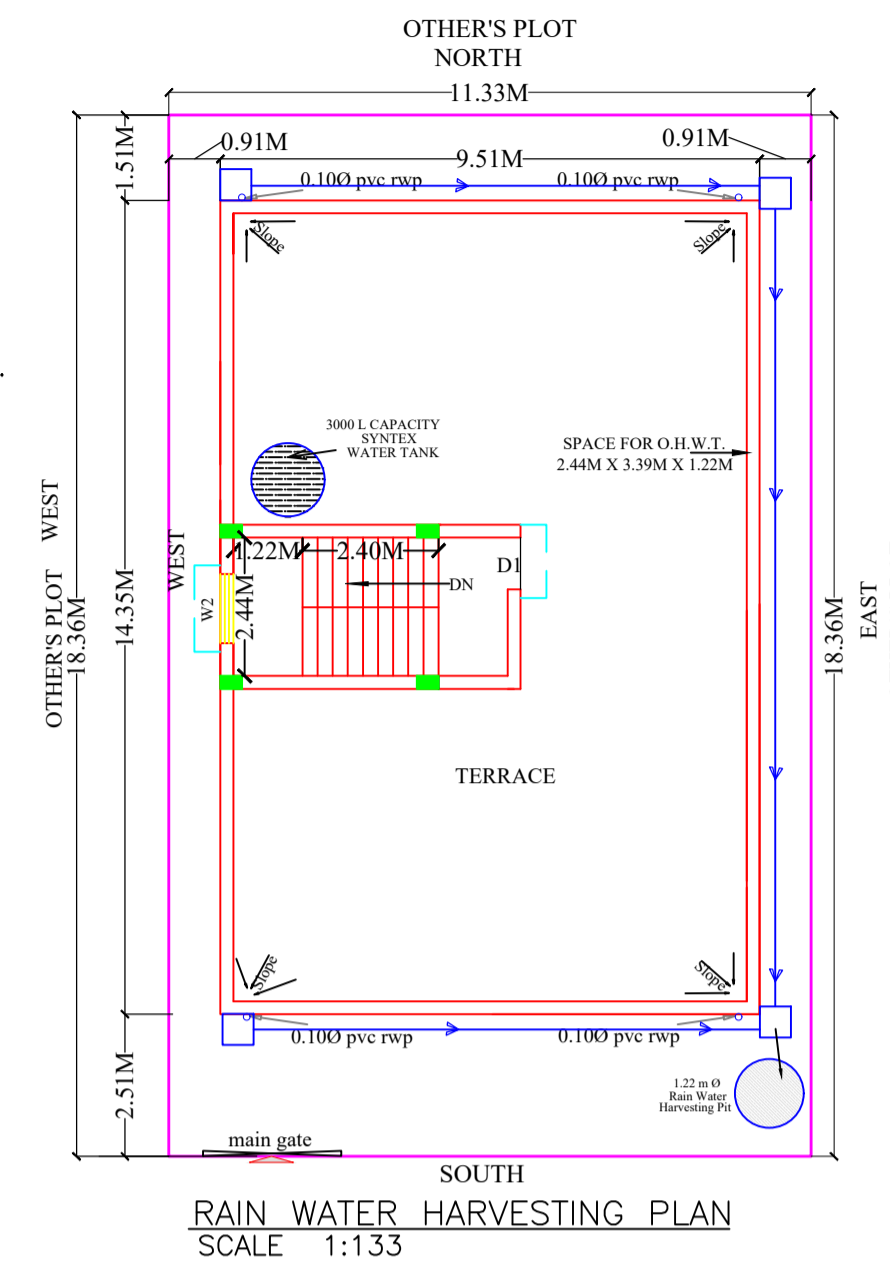 OTHER'S PLOT
NORTH
11.33M
1.51M
0.91M
9.51M
0.91M
0.10Ø pvc rwp
0.10Ø pvc rwp
Slope
Slope
3000 L CAPACITY
SYNTEX
WATER TANK
SPACE FOR O.H.W.T.
2.44M X 3.39M X 1.22M
OTHER'S PLOT WEST
18.36M
14.35M
WEST
W2
1.22M
2.40M
2.44M
DN
D1
18.36M
EAST
TERRACE
Slope
Slope
0.10Ø pvc rwp
0.10Ø pvc rwp
2.51M
1.22 m Ø
Rain Water
Harvesting Pit
main gate
SOUTH
RAIN WATER HARVESTING PLAN
SCALE 1:133